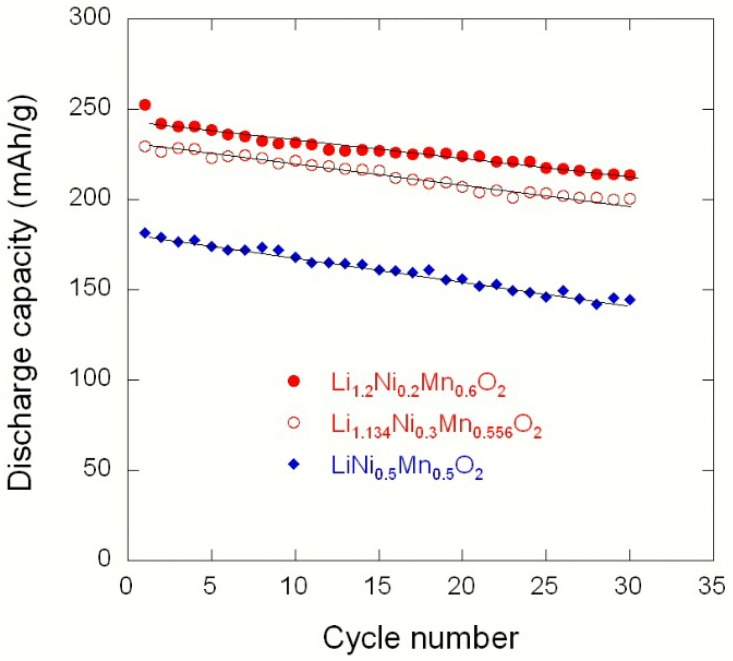 300
250
200
150
100
50
0
Discharge capacity (mAh/g)
Li1.2Ni0.2Mn0.6O2
Li1.134Ni0.3Mn0.556O2
LiNi0.5Mn0.5O2
0 5 10 15 20 25 30 35
Cycle number